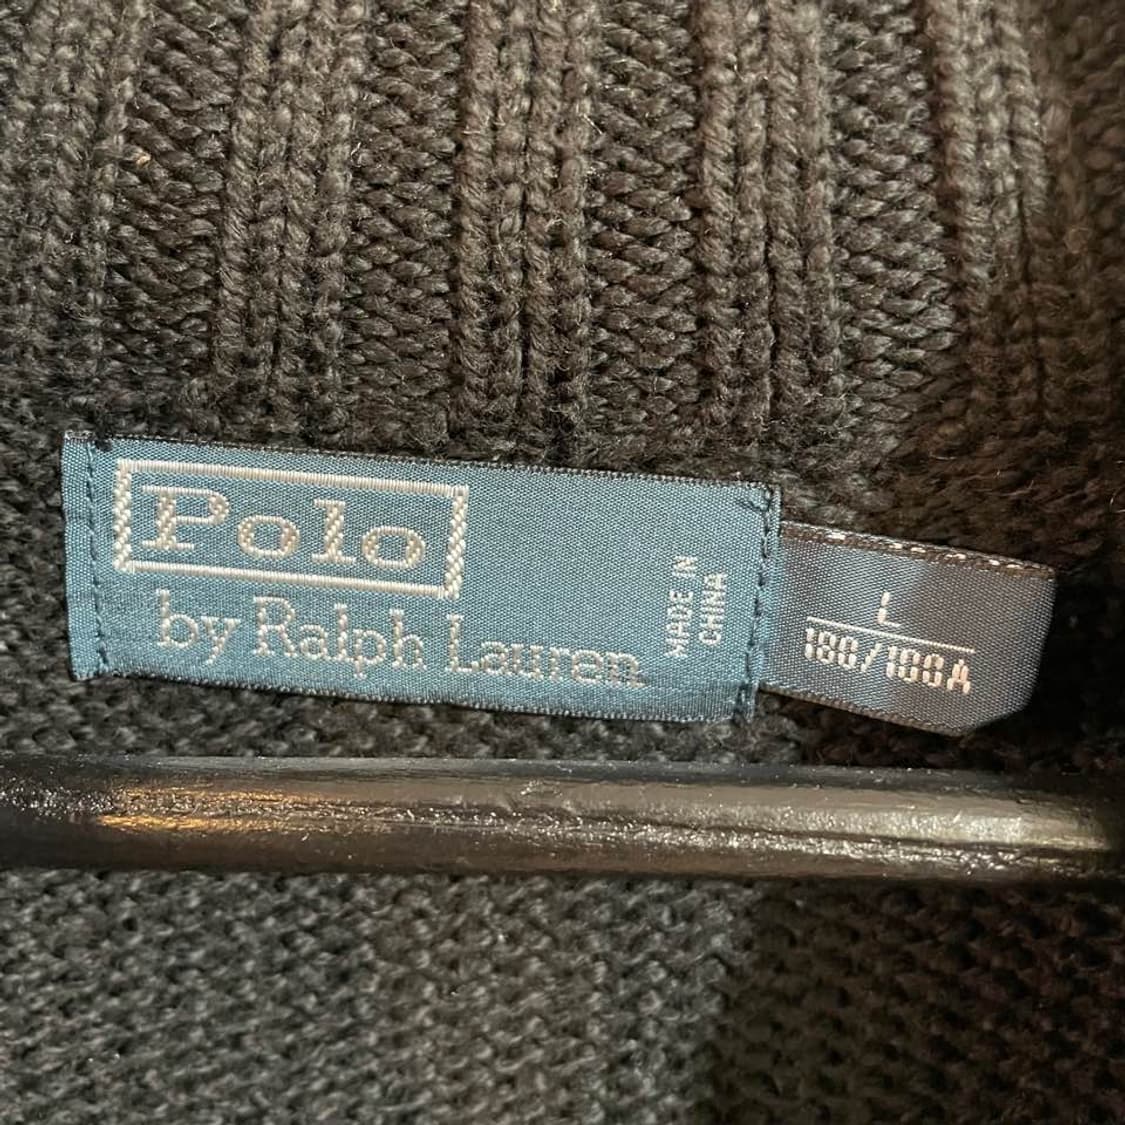 Polo
by Ralph Lauren
MADE IN
CHINA
L
180/100A